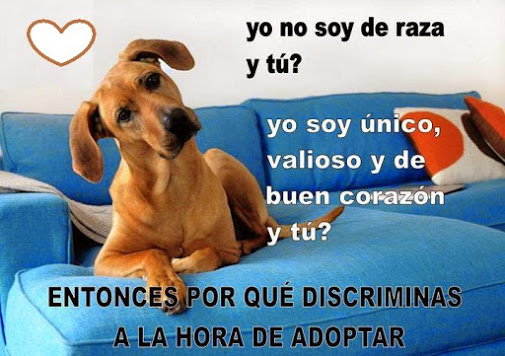 yo no soy de raza
y tú?
yo soy único,
valioso y de
buen corazón
y tú?
ENTONCES POR QUÉ DISCRIMINAS
A LA HORA DE ADOPTAR